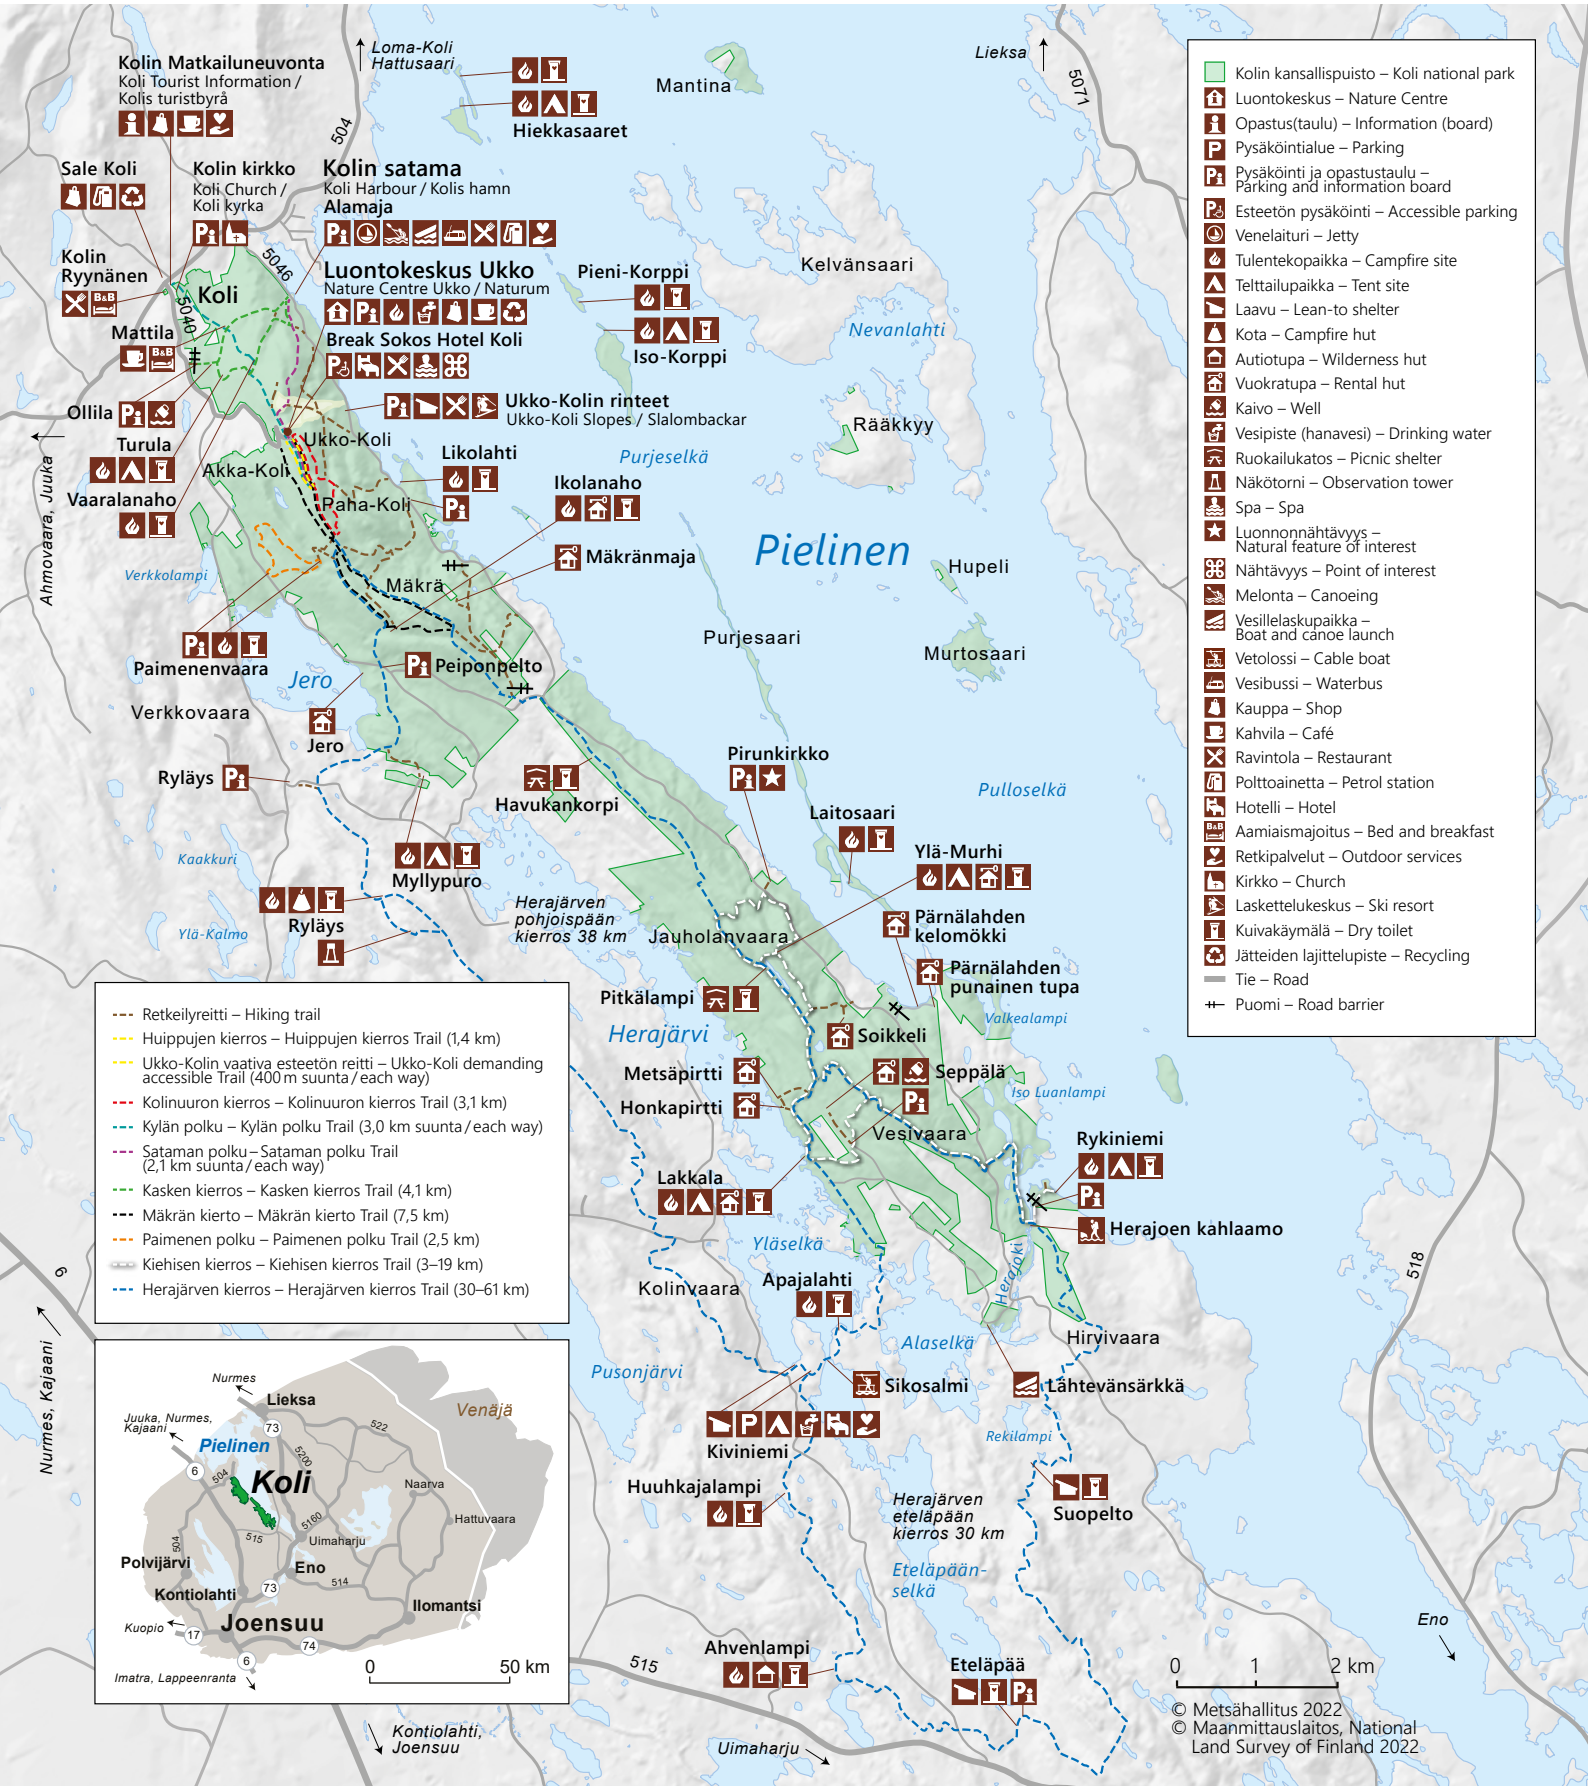 Kolin Matkailuneuvonta
Koli Tourist Information /
Kolis turistbyrå
Loma-Koli
Hattusaari
504
Hiekkasaaret
Mantina
Lieksa
5071
Sale Koli
Kolin kirkko
Koli Church /
Koli kyrka
Kolin satama
Koli Harbour / Kolis hamn
Alamaja
Kolin
Ryynänen
B&B
5046
5040
Koli
Luontokeskus Ukko
Nature Centre Ukko / Naturum
Break Sokos Hotel Koli
Pieni-Korppi
Iso-Korppi
Kelvänsaari
Nevanlahti
Mattila
B&B
Ollila
Turula
Vaaralanaho
Ukko-Kolin rinteet
Ukko-Koli Slopes / Slalombackar
Ukko-Koli
Akka-Koli
Paha-Koli
Likolahti
Ikolanaho
Mäkränmaja
Purjeselkä
Rääkkyy
Pielinen
Hupeli
Ahmovaara, Juuka
Verkkolampi
Mäkrä
Purjesaari
Murtosaari
Paimenenvaara
Peiponpelto
Jero
Verkkovaara
Jero
Ryläys
Havukankorpi
Pirunkirkko
Pulloselkä
Laitosaari
Ylä-Murhi
Kaakkuri
Myllypuro
Ylä-Kalmo
Ryläys
Herajärven
pohjoispään
kierros 38 km
Jauholanvaara
Pärnälahden
kelomökki
Pärnälahden
punainen tupa
Pitkälampi
Herajärvi
Valkealampi
Soikkeli
Metsäpirtti
Seppälä
Honkapirtti
Iso Luanlampi
Vesivaara
Rykiniemi
Lakkala
Herajoen kahlaamo
Yläselkä
Herajoki
Kolinvaara
Apajalahti
Alaselkä
Hirvivaara
Pusonjärvi
Sikosalmi
Lähtevänsärkkä
Kiviniemi
Rekilampi
Huuhkajalampi
Herajärven
eteläpään
kierros 30 km
Suopelto
Eteläpään-
selkä
518
Eno
Ahvenlampi
Eteläpää
515
Uimaharju
Kontiolahti,
Joensuu
6
Nurmes, Kajaani
0 1 2 km
© Metsähallitus 2022
© Maanmittauslaitos, National
Land Survey of Finland 2022
Kolin kansallispuisto – Koli national park
Luontokeskus – Nature Centre
Opastus(taulu) – Information (board)
Pysäköintialue – Parking
Pysäköinti ja opastustaulu –
Parking and information board
Esteetön pysäköinti – Accessible parking
Venelaituri – Jetty
Tulentekopaikka – Campfire site
Telttailupaikka – Tent site
Laavu – Lean-to shelter
Kota – Campfire hut
Autiotupa – Wilderness hut
Vuokratupa – Rental hut
Kaivo – Well
Vesipiste (hanavesi) – Drinking water
Ruokailukatos – Picnic shelter
Näkötorni – Observation tower
Spa – Spa
Luonnonnähtävyys –
Natural feature of interest
Nähtävyys – Point of interest
Melonta – Canoeing
Vesillelaskupaikka –
Boat and canoe launch
Vetolossi – Cable boat
Vesibussi – Waterbus
Kauppa – Shop
Kahvila – Café
Ravintola – Restaurant
Polttoainetta – Petrol station
Hotelli – Hotel
B&B
Aamiaismajoitus – Bed and breakfast
Retkipalvelut – Outdoor services
Kirkko – Church
Laskettelukeskus – Ski resort
Kuivakäymälä – Dry toilet
Jätteiden lajittelupiste – Recycling
Tie – Road
Puomi – Road barrier
Retkeilyreitti – Hiking trail
Huippujen kierros – Huippujen kierros Trail (1,4 km)
Ukko-Kolin vaativa esteetön reitti – Ukko-Koli demanding
accessible Trail (400 m suunta / each way)
Kolinuuron kierros – Kolinuuron kierros Trail (3,1 km)
Kylän polku – Kylän polku Trail (3,0 km suunta / each way)
Sataman polku – Sataman polku Trail
(2,1 km suunta / each way)
Kasken kierros – Kasken kierros Trail (4,1 km)
Mäkrän kierto – Mäkrän kierto Trail (7,5 km)
Paimenen polku – Paimenen polku Trail (2,5 km)
Kiehisen kierros – Kiehisen kierros Trail (3–19 km)
Herajärven kierros – Herajärven kierros Trail (30–61 km)
Nurmes
Lieksa
Juuka, Nurmes,
Kajaani
73
522
Venäjä
Pielinen
5200
6
504
Koli
Naarva
Hattuvaara
5160
515
Uimaharju
504
Polvijärvi
Eno
73
514
Kontiolahti
Ilomantsi
Kuopio
17
Joensuu
74
6
Imatra, Lappeenranta
0 50 km